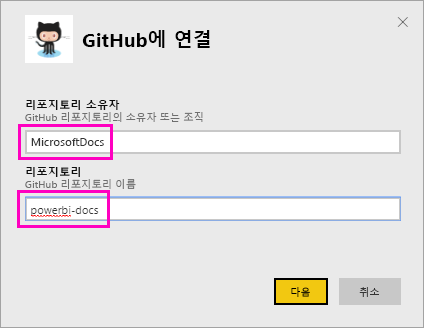 GitHub에 연결
리포지토리 소유자
GitHub 리포지토리의 소유자 또는 조직
MicrosoftDocs
리포지토리
GitHub 리포지토리 이름
powerbi-docs
다음
취소